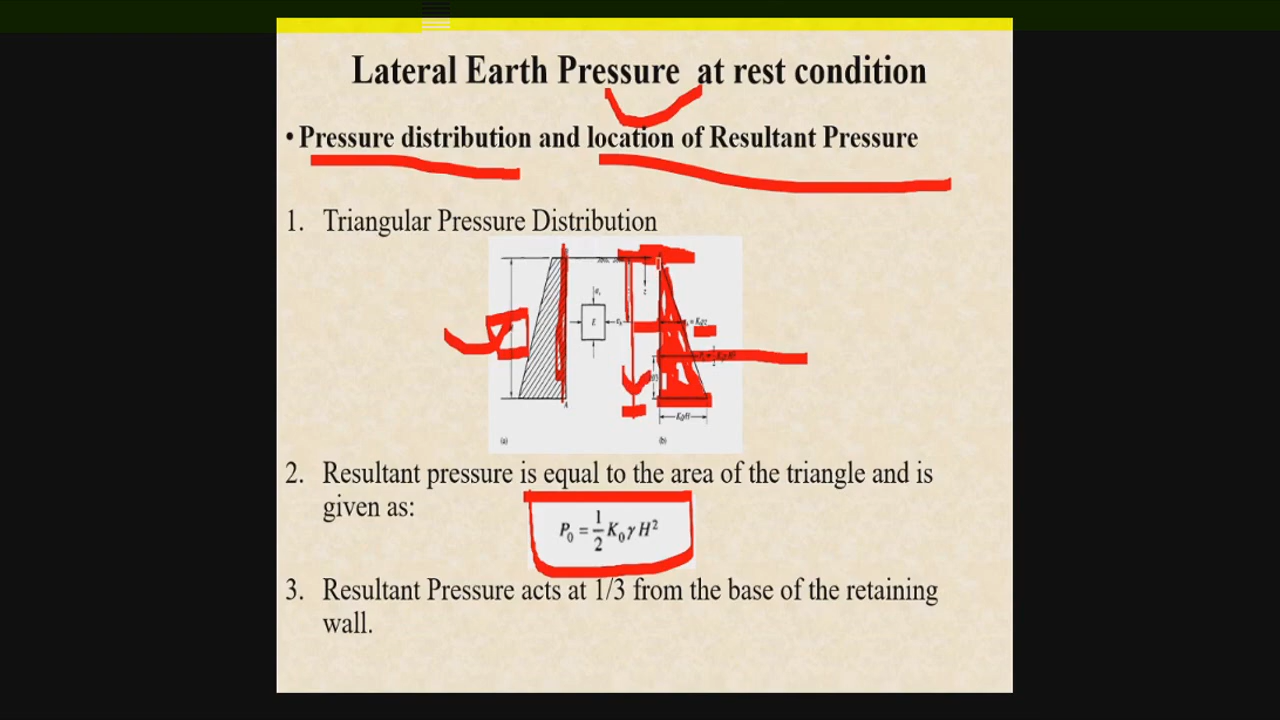 Lateral Earth Pressure at rest condition
• Pressure distribution and location of Resultant Pressure
1. Triangular Pressure Distribution
A
(a)
(b)
2. Resultant pressure is equal to the area of the triangle and is
given as:
P₀ = 1/2 K₀ γ H²
3. Resultant Pressure acts at 1/3 from the base of the retaining
wall.